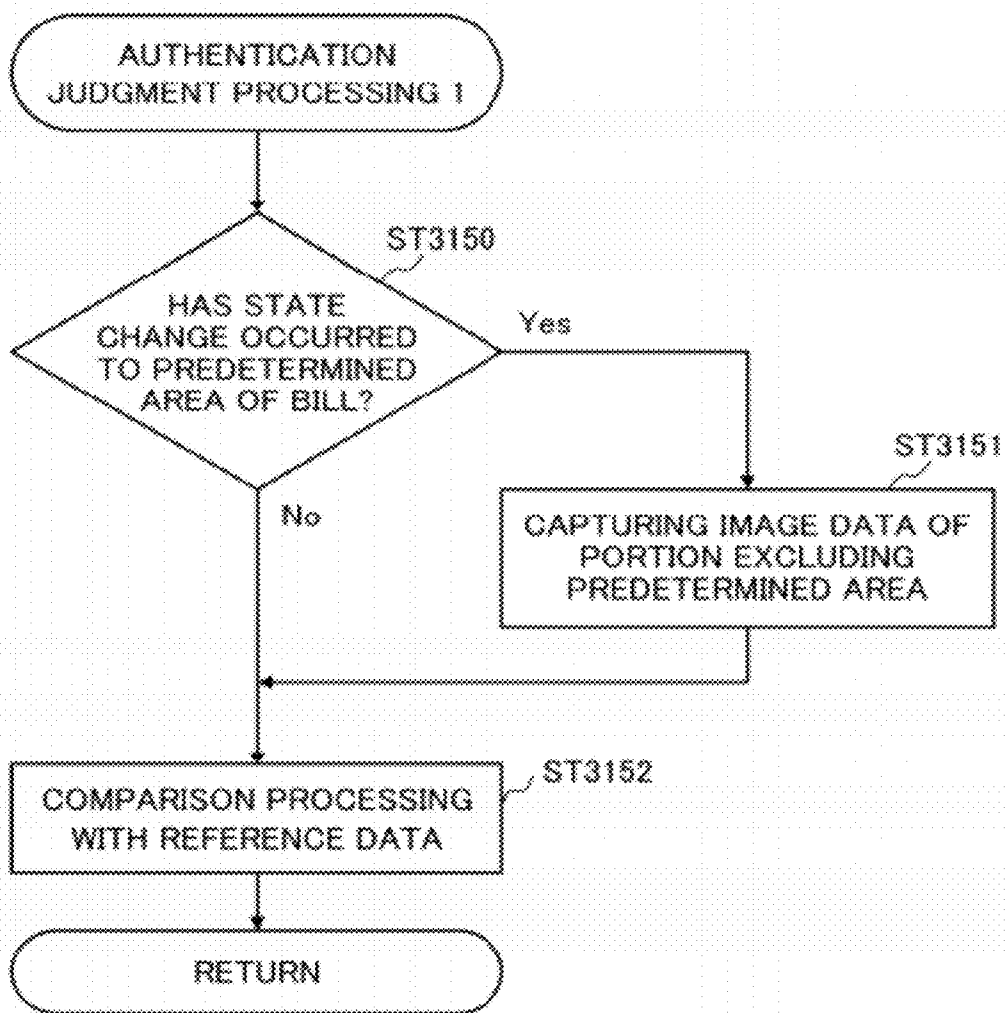 AUTHENTICATION
JUDGMENT PROCESSING 1
ST3150
HAS STATE
CHANGE OCCURRED
TO PREDETERMINED
AREA OF BILL?
Yes
No
ST3151
CAPTURING IMAGE DATA OF
PORTION EXCLUDING
PREDETERMINED AREA
ST3152
COMPARISON PROCESSING
WITH REFERENCE DATA
RETURN